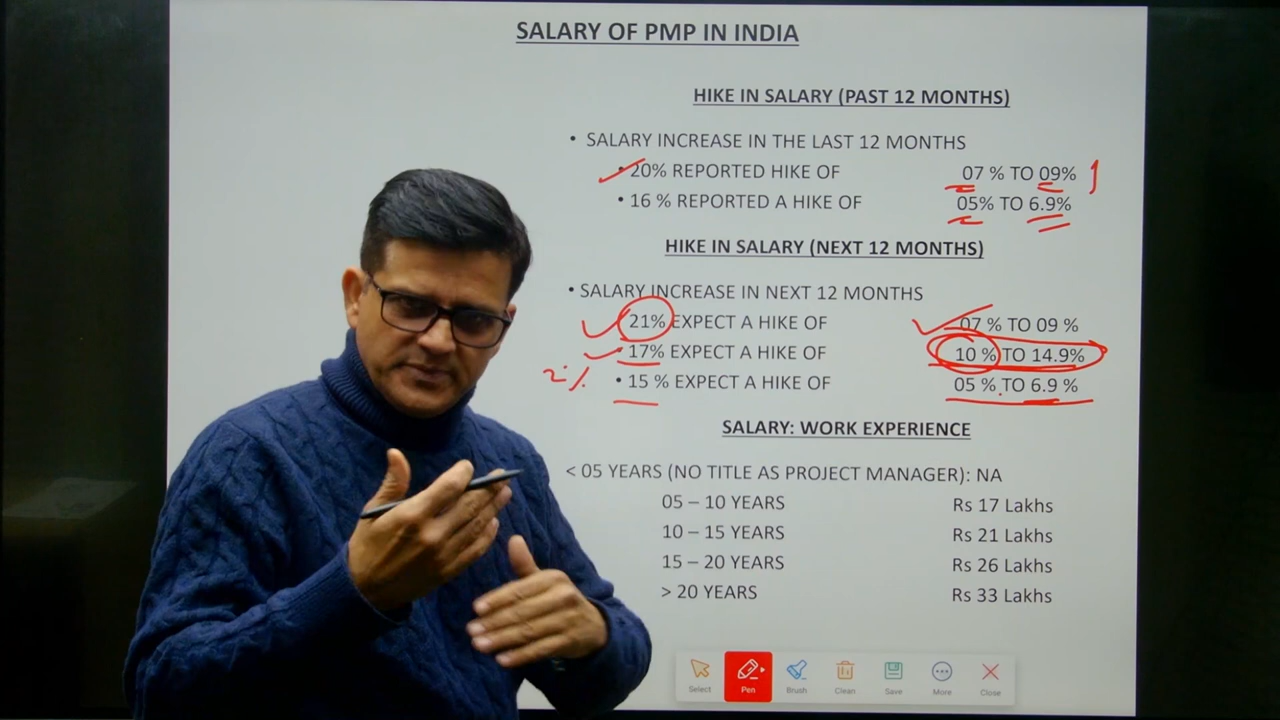 SALARY OF PMP IN INDIA
HIKE IN SALARY (PAST 12 MONTHS)
• SALARY INCREASE IN THE LAST 12 MONTHS
• 20% REPORTED HIKE OF 07 % TO 09%
• 16 % REPORTED A HIKE OF 05% TO 6.9%
HIKE IN SALARY (NEXT 12 MONTHS)
• SALARY INCREASE IN NEXT 12 MONTHS
21% EXPECT A HIKE OF 07 % TO 09 %
• 17% EXPECT A HIKE OF 10 % TO 14.9%
2%
• 15 % EXPECT A HIKE OF 05 % TO 6.9 %
SALARY: WORK EXPERIENCE
< 05 YEARS (NO TITLE AS PROJECT MANAGER): NA
05 – 10 YEARS Rs 17 Lakhs
10 – 15 YEARS Rs 21 Lakhs
15 – 20 YEARS Rs 26 Lakhs
> 20 YEARS Rs 33 Lakhs
Select Pen Brush Clean Save More Close